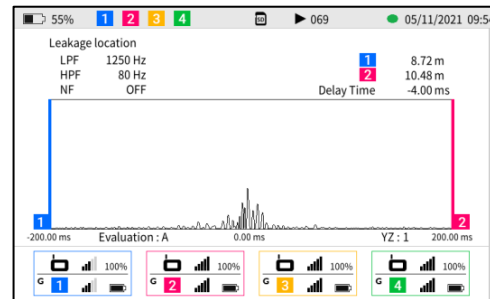 55% 1 2 3 4 SD 069 05/11/2021 09:54
Leakage location
LPF 1250 Hz 1 8.72 m
HPF 80 Hz 2 10.48 m
NF OFF Delay Time -4.00 ms
1 2
-200.00 ms Evaluation : A 0.00 ms YZ : 1 200.00 ms
100% 100% 100% 100%
G 1 G 2 G 3 G 4